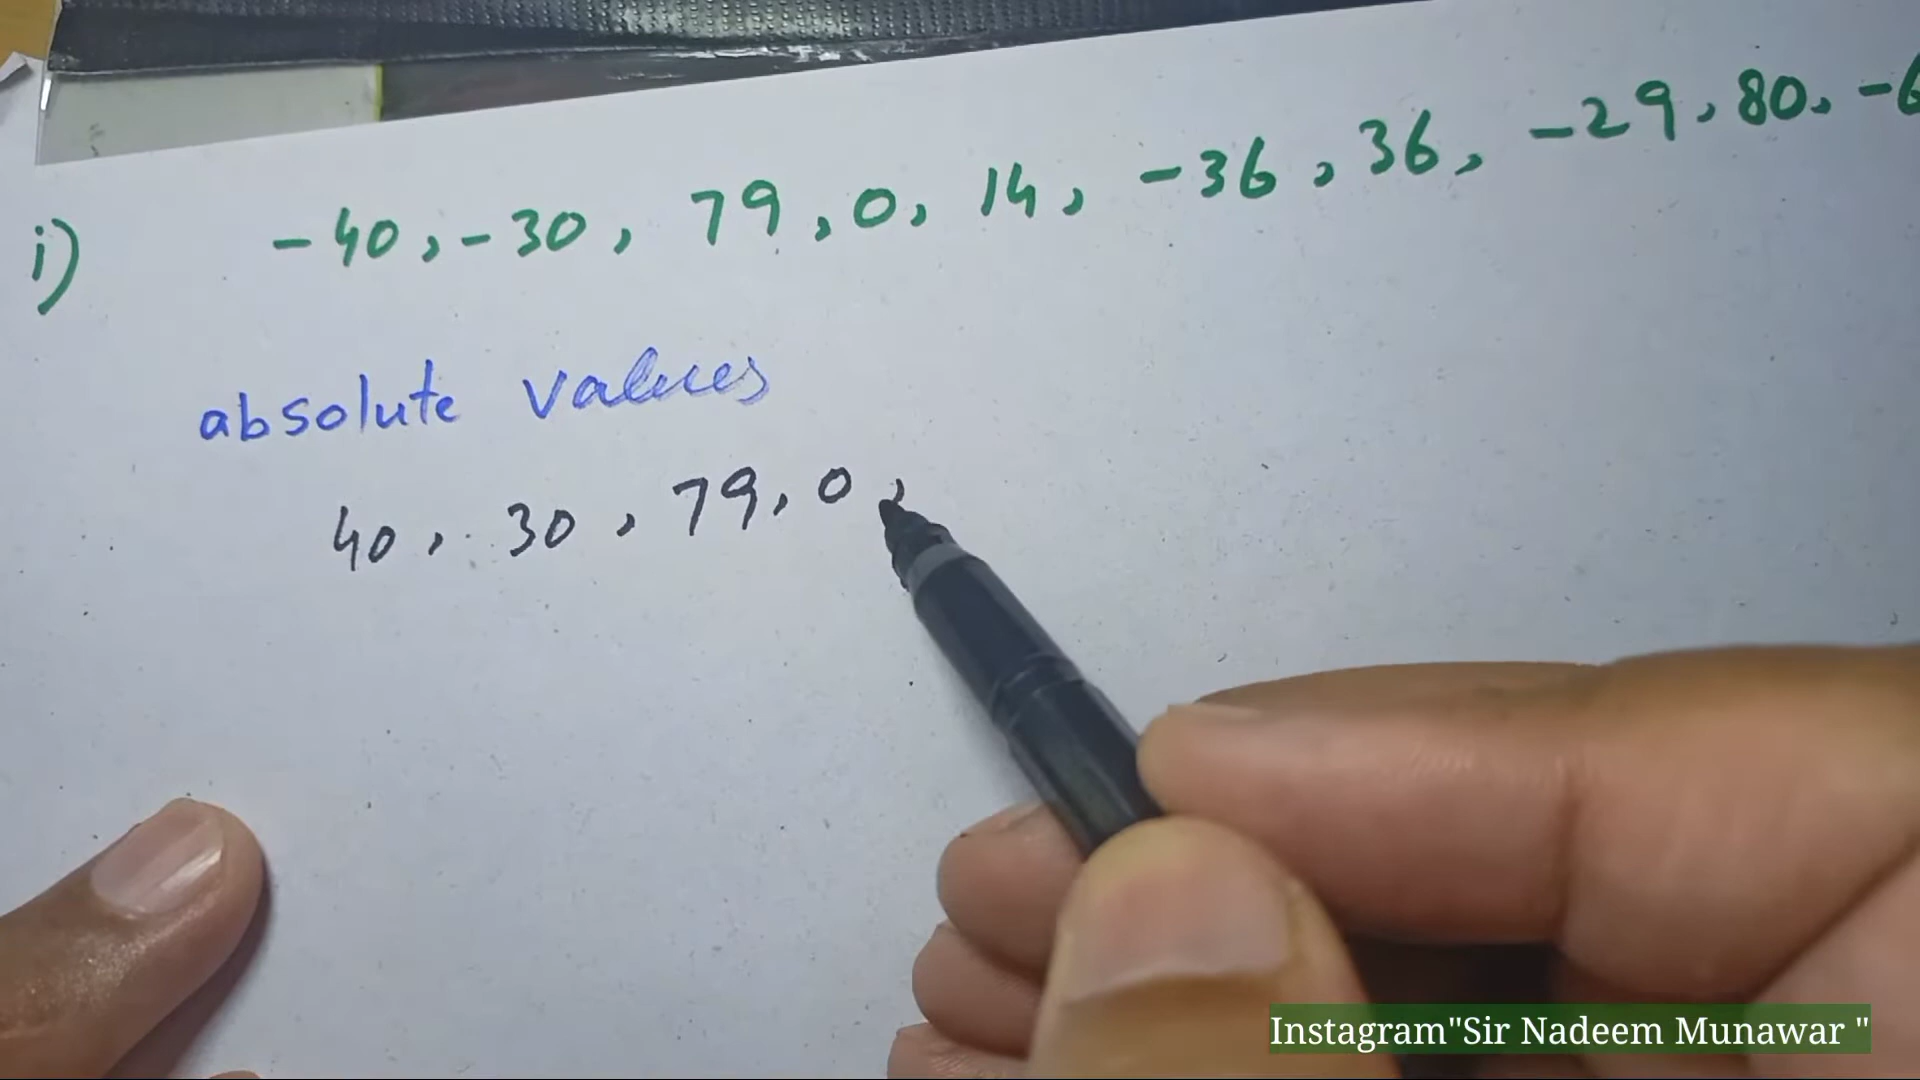 i) -40, -30, 79, 0, 14, -36, 36, -29, 80, -6
absolute values
40, 30, 79, 0,
Instagram"Sir Nadeem Munawar "